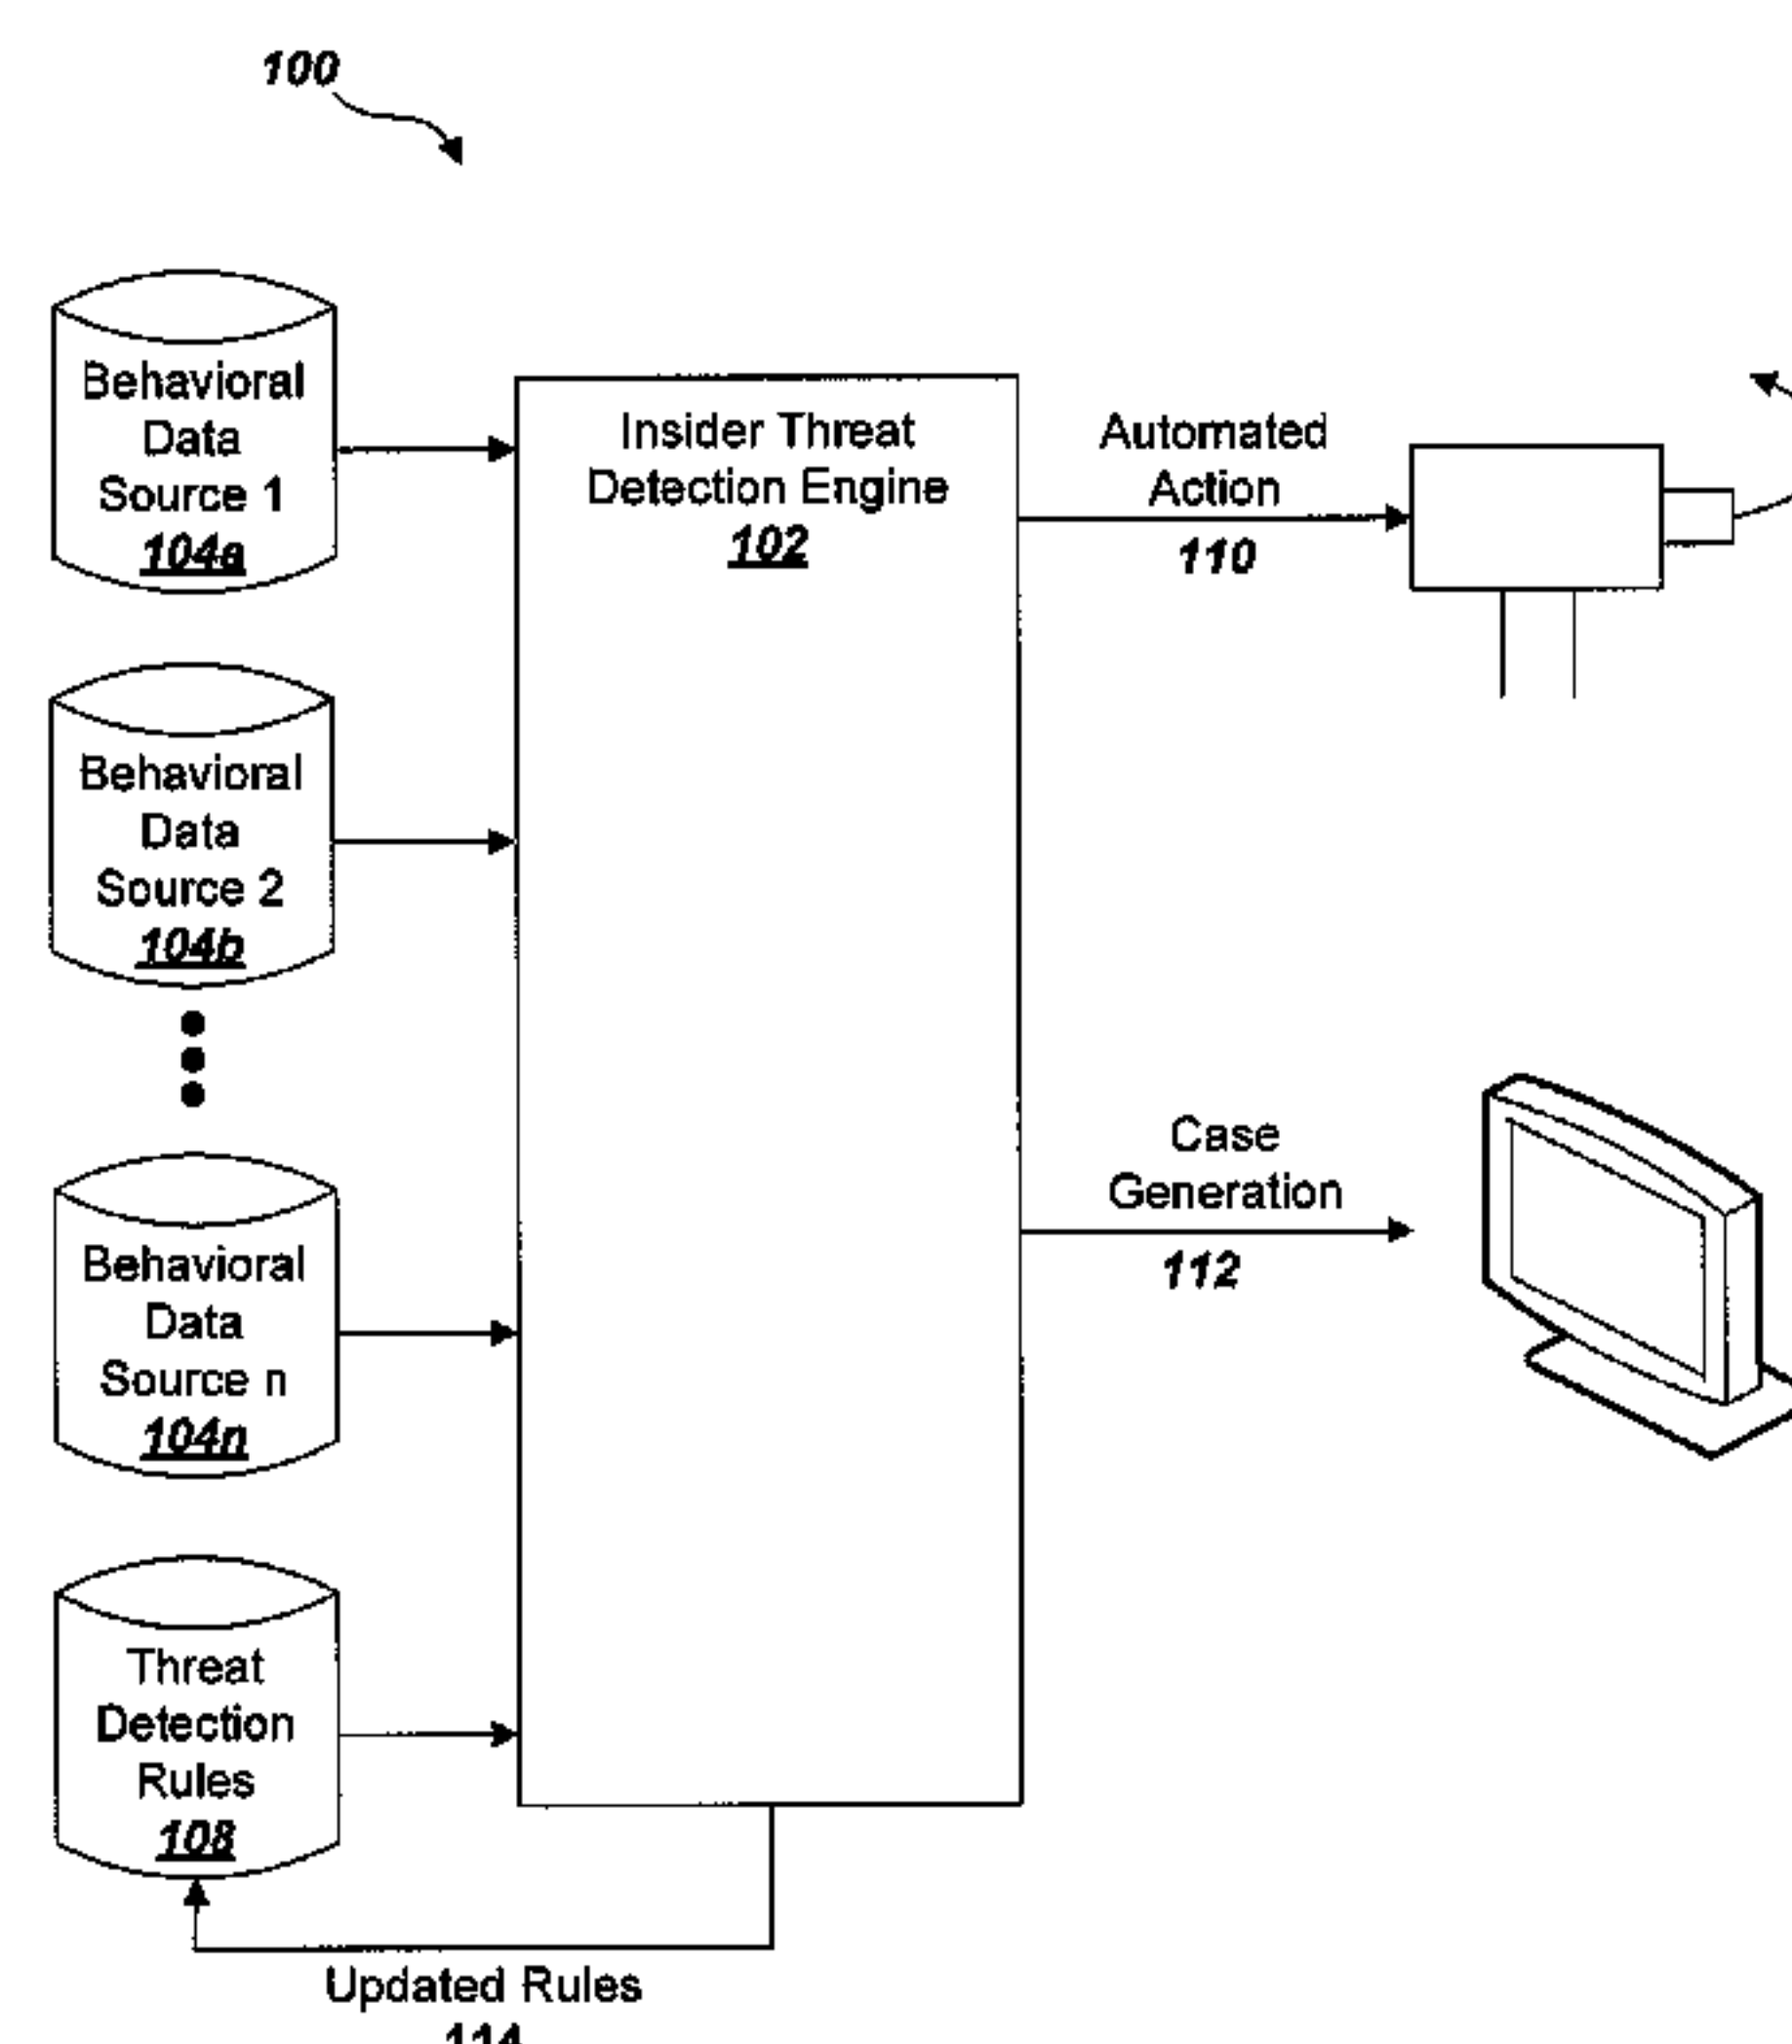 100
Behavioral
Data
Source 1
104a
Behavioral
Data
Source 2
104b
Behavioral
Data
Source n
104n
Threat
Detection
Rules
108
Insider Threat
Detection Engine
102
Automated
Action
110
Case
Generation
112
Updated Rules
114